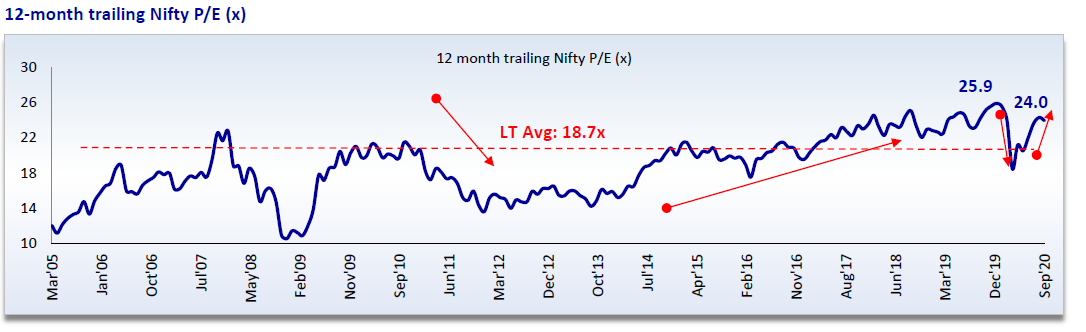 12-month trailing Nifty P/E (x)
12 month trailing Nifty P/E (x)
30
26
22
18
14
10
25.9
24.0
LT Avg: 18.7x
Mar'05
Jan'06
Oct'06
Jul'07
May'08
Feb'09
Nov'09
Sep'10
Jun'11
Mar'12
Dec'12
Oct'13
Jul'14
Apr'15
Feb'16
Nov'16
Aug'17
Jun'18
Mar'19
Dec'19
Sep'20